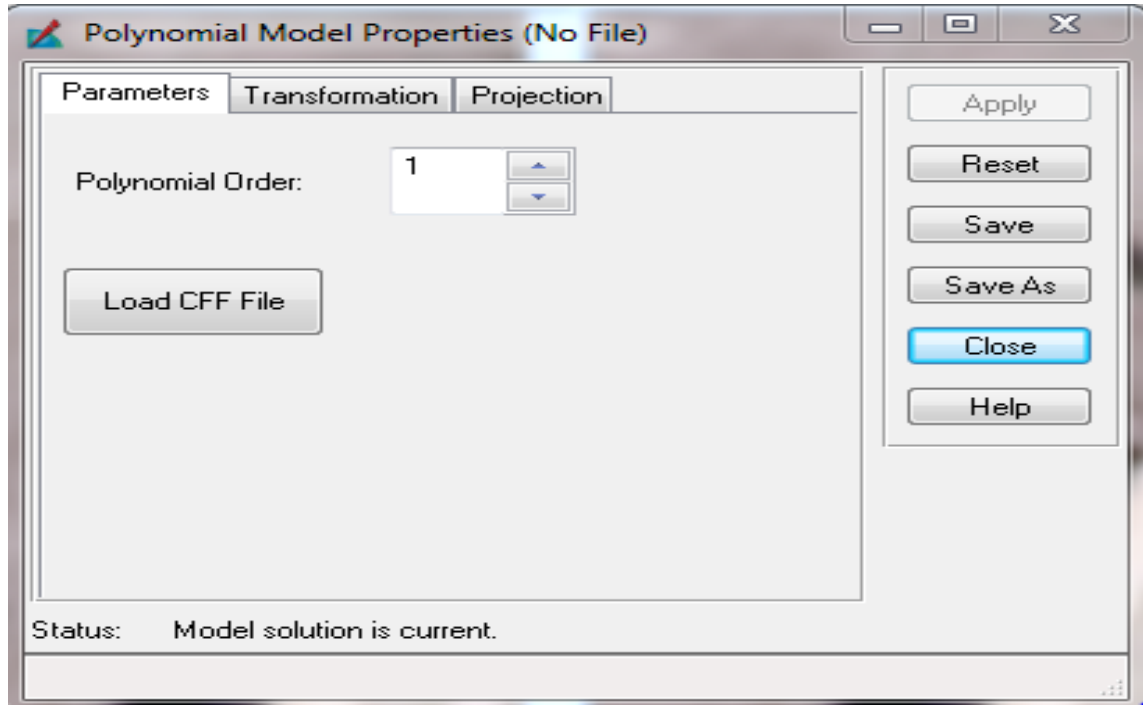 Polynomial Model Properties (No File)
Parameters Transformation Projection
Polynomial Order: 1
Load CFF File
Apply
Reset
Save
Save As
Close
Help
Status: Model solution is current.